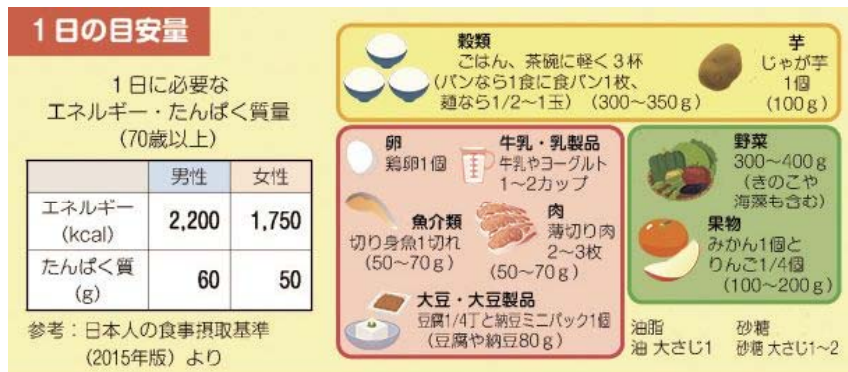 1日の目安量
1日に必要な
エネルギー・たんぱく質量
(70歳以上)
男性 女性
エネルギー
(kcal)
2,200 1,750
たんぱく質
(g)
60 50
参考：日本人の食事摂取基準
(2015年版)より
穀類
ごはん、茶碗に軽く3杯
(パンなら1食に食パン1枚、
麺なら1/2～1玉) (300～350g)
芋
じゃが芋
1個
(100g)
卵
鶏卵1個
牛乳・乳製品
牛乳やヨーグルト
1～2カップ
魚介類
切り身魚1切れ
(50～70g)
肉
薄切り肉
2～3枚
(50～70g)
大豆・大豆製品
豆腐1/4丁と納豆ミニパック1個
(豆腐や納豆80g)
野菜
300～400g
(きのこや
海藻も含む)
果物
みかん1個と
りんご1/4個
(100～200g)
油脂
油 大さじ1
砂糖
砂糖 大さじ1～2